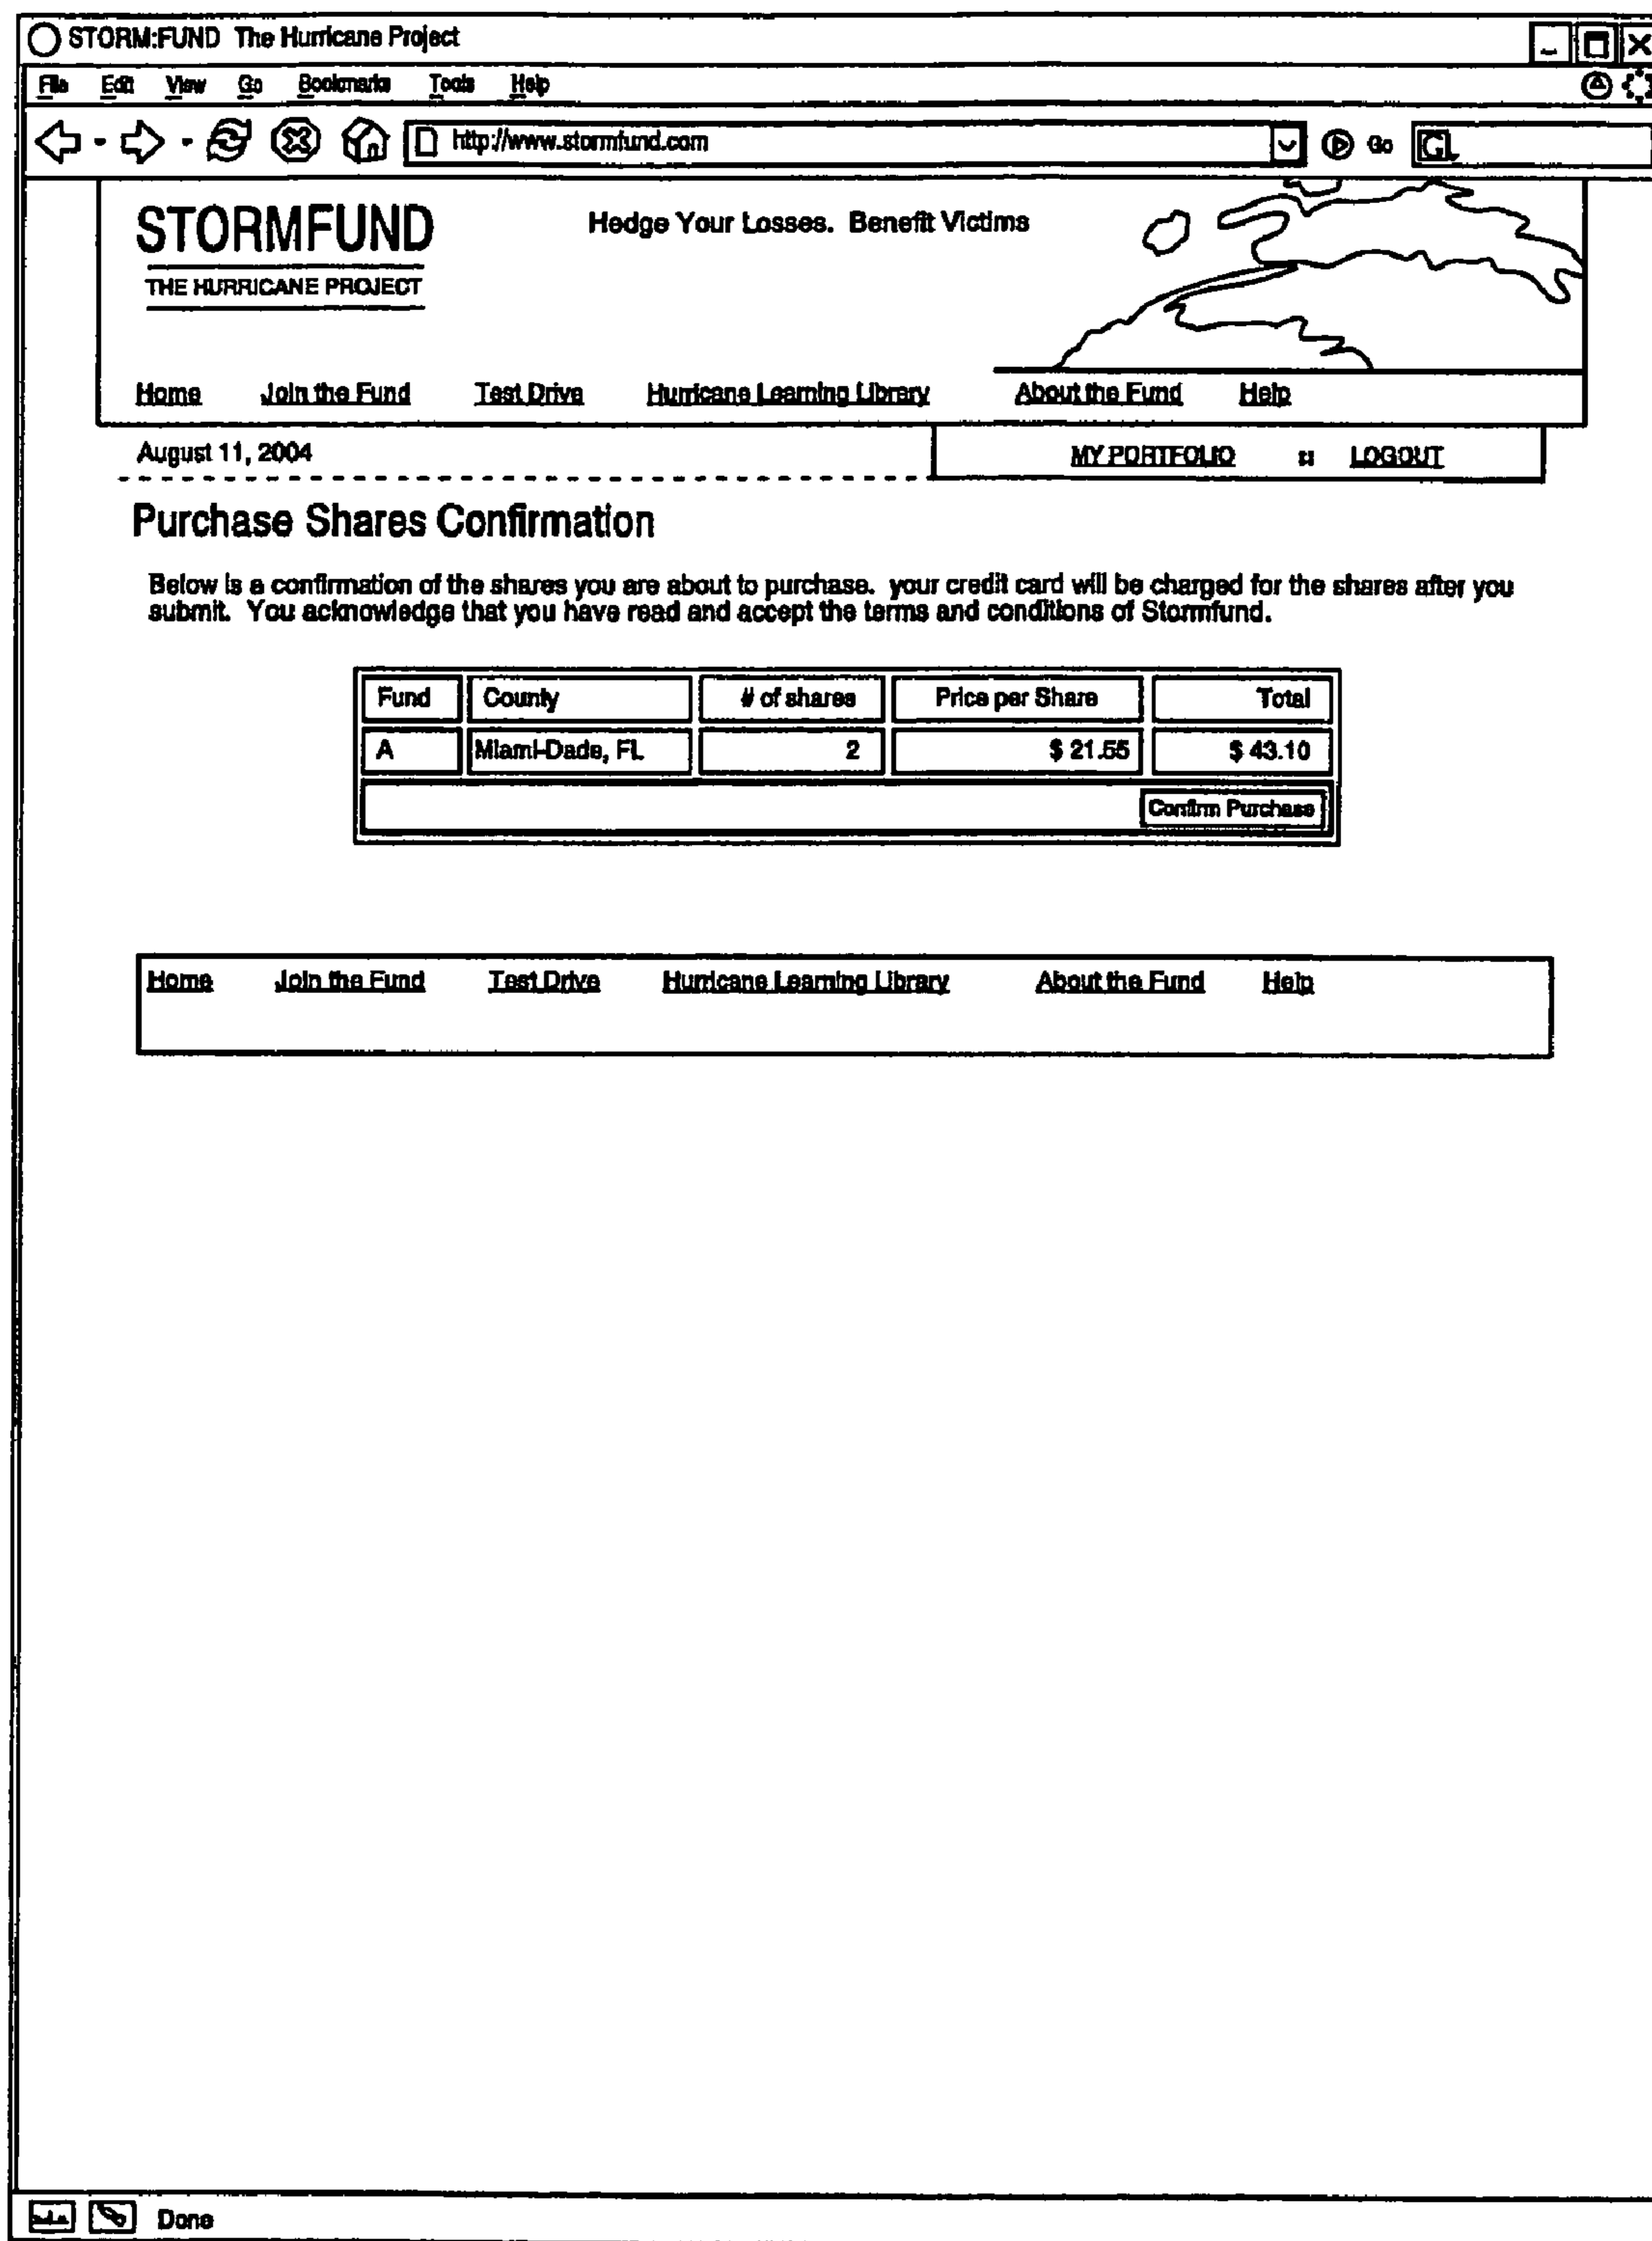 STORM:FUND The Hurricane Project
File Edit View Go Bookmarks Tools Help
http://www.stormfund.com Go G
STORMFUND
Hedge Your Losses. Benefit Victims
THE HURRICANE PROJECT
Home Join the Fund Test Drive Hurricane Learning Library About the Fund Help
August 11, 2004
MY PORTFOLIO :: LOGOUT
Purchase Shares Confirmation
Below is a confirmation of the shares you are about to purchase. your credit card will be charged for the shares after you
submit. You acknowledge that you have read and accept the terms and conditions of Stormfund.
Fund County # of shares Price per Share Total
A Miami-Dade, FL 2 $ 21.55 $ 43.10
Confirm Purchase
Home Join the Fund Test Drive Hurricane Learning Library About the Fund Help
Done